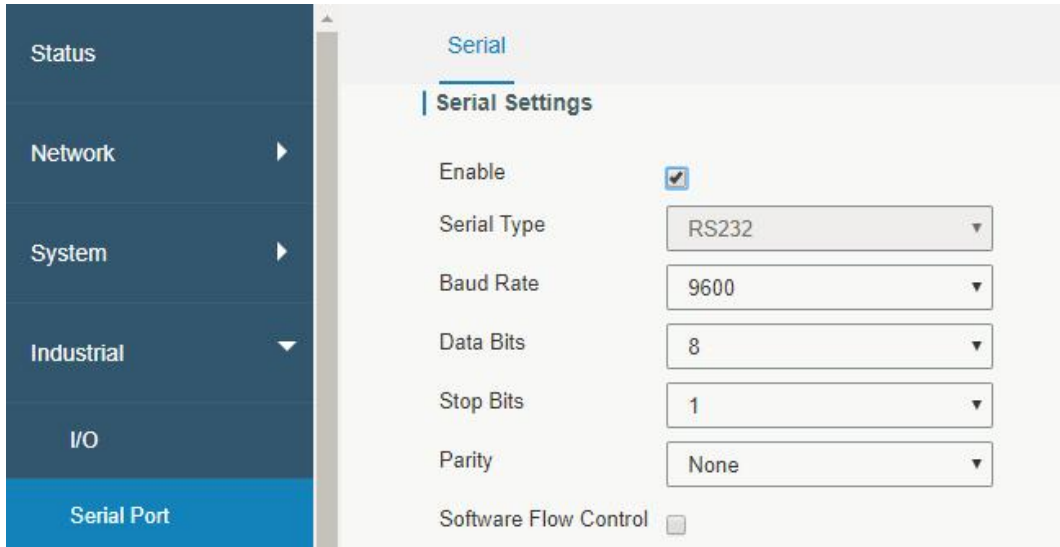 Status
Network
System
Industrial
I/O
Serial Port
Serial
Serial Settings
Enable
Serial Type RS232
Baud Rate 9600
Data Bits 8
Stop Bits 1
Parity None
Software Flow Control